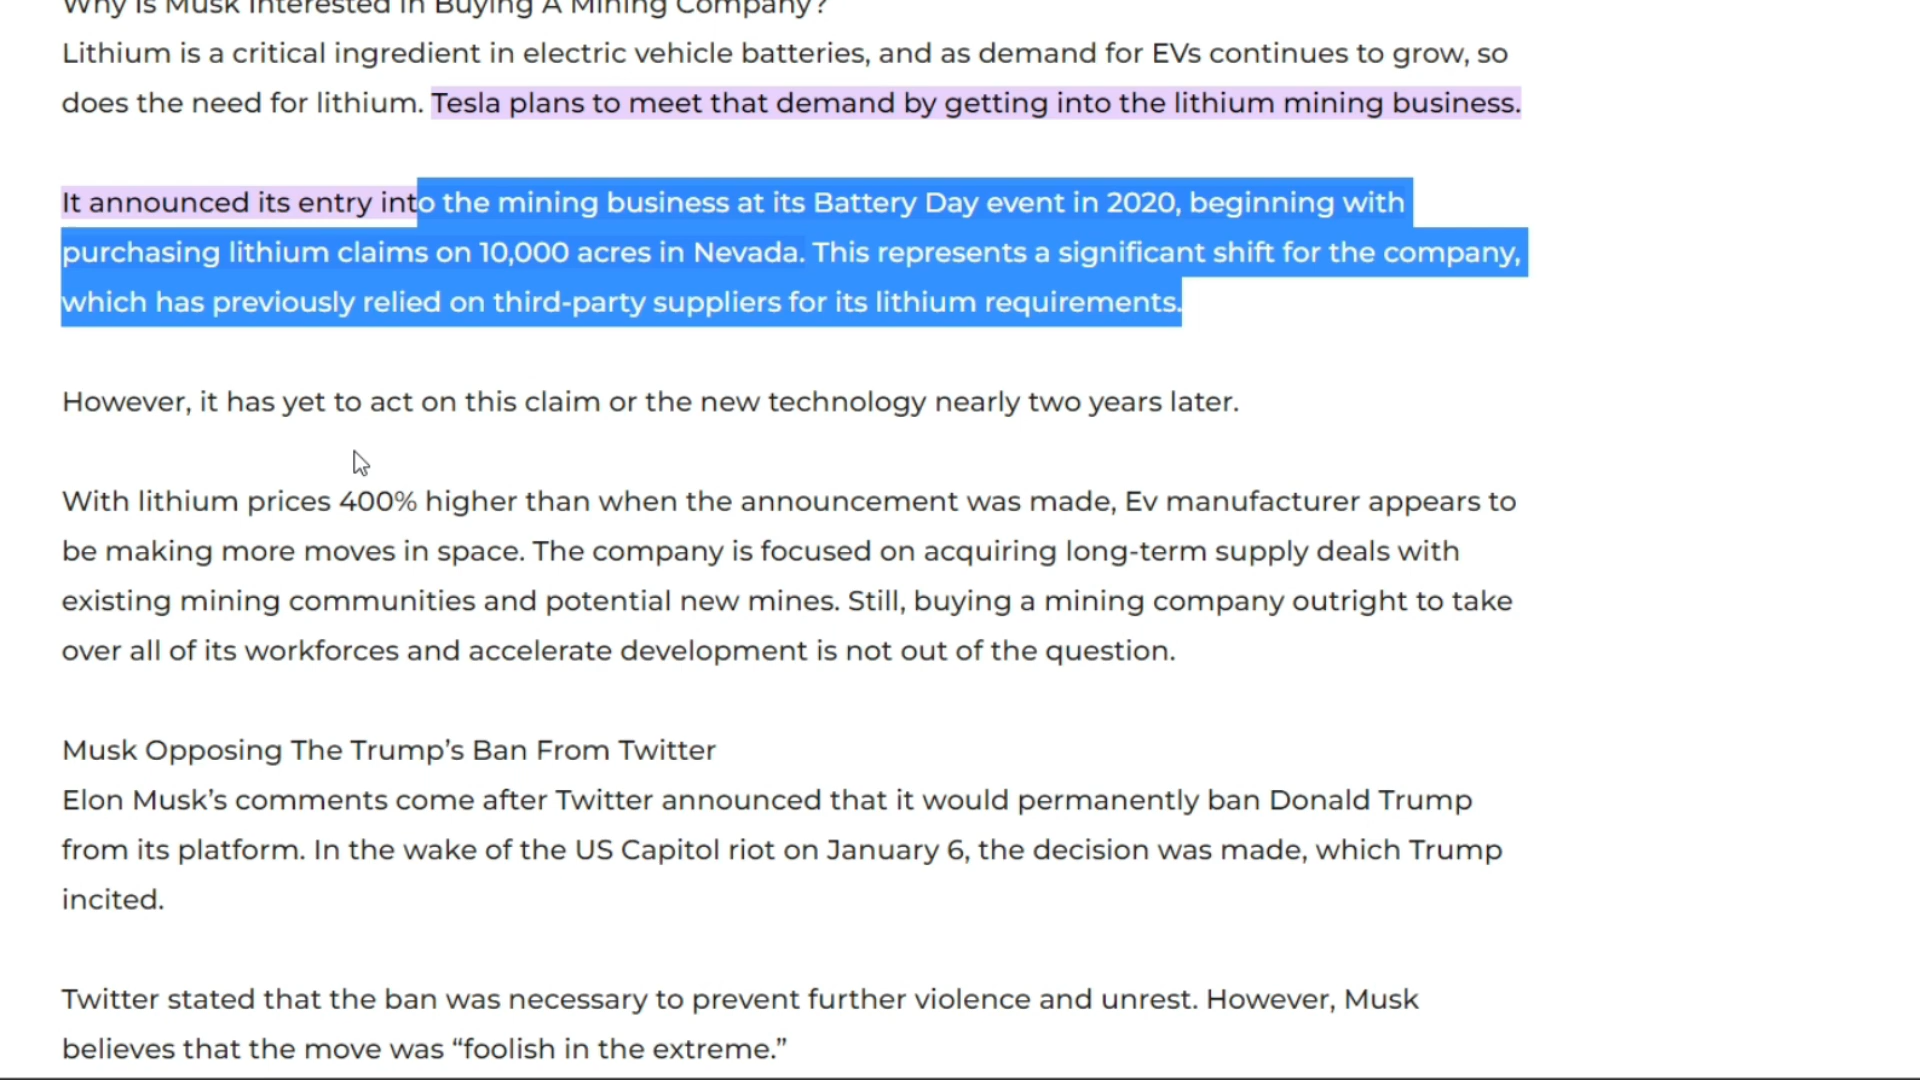 Why Is Musk Interested In Buying A Mining Company?
Lithium is a critical ingredient in electric vehicle batteries, and as demand for EVs continues to grow, so
does the need for lithium. Tesla plans to meet that demand by getting into the lithium mining business.
It announced its entry into the mining business at its Battery Day event in 2020, beginning with
purchasing lithium claims on 10,000 acres in Nevada. This represents a significant shift for the company,
which has previously relied on third-party suppliers for its lithium requirements.
However, it has yet to act on this claim or the new technology nearly two years later.
With lithium prices 400% higher than when the announcement was made, Ev manufacturer appears to
be making more moves in space. The company is focused on acquiring long-term supply deals with
existing mining communities and potential new mines. Still, buying a mining company outright to take
over all of its workforces and accelerate development is not out of the question.
Musk Opposing The Trump’s Ban From Twitter
Elon Musk’s comments come after Twitter announced that it would permanently ban Donald Trump
from its platform. In the wake of the US Capitol riot on January 6, the decision was made, which Trump
incited.
Twitter stated that the ban was necessary to prevent further violence and unrest. However, Musk
believes that the move was “foolish in the extreme.”